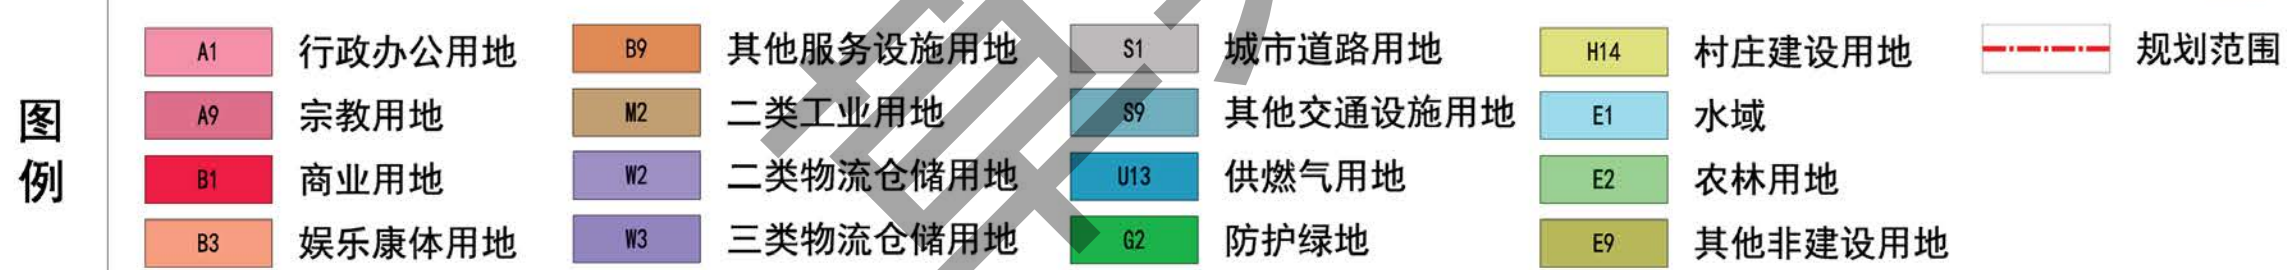 图例
A1 行政办公用地
A9 宗教用地
B1 商业用地
B3 娱乐康体用地
B9 其他服务设施用地
M2 二类工业用地
W2 二类物流仓储用地
W3 三类物流仓储用地
S1 城市道路用地
S9 其他交通设施用地
U13 供燃气用地
G2 防护绿地
H14 村庄建设用地
E1 水域
E2 农林用地
E9 其他非建设用地
规划范围